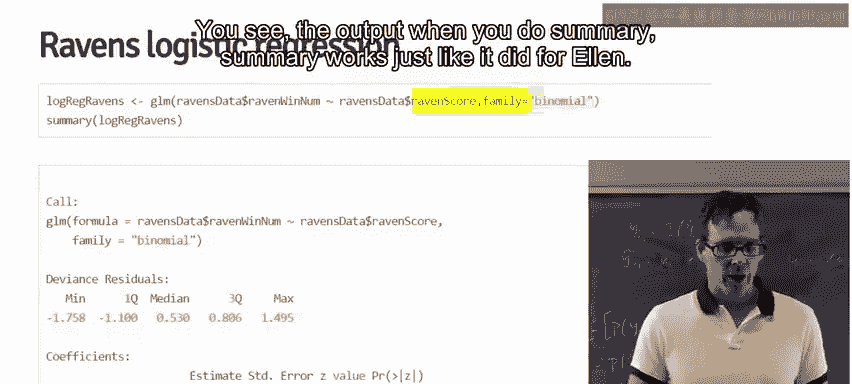 You see, the output when you do summary,
summary works just like it did for Ellen.
Ravens logistic regression
logRegRavens <- glm(ravensData$ravenWinNum ~ ravensData$ravenScore,family="binomial")
summary(logRegRavens)
Call:
glm(formula = ravensData$ravenWinNum ~ ravensData$ravenScore,
family = "binomial")
Deviance Residuals:
Min 1Q Median 3Q Max
-1.758 -1.100 0.530 0.806 1.495
Coefficients:
Estimate Std. Error z value Pr(>|z|)